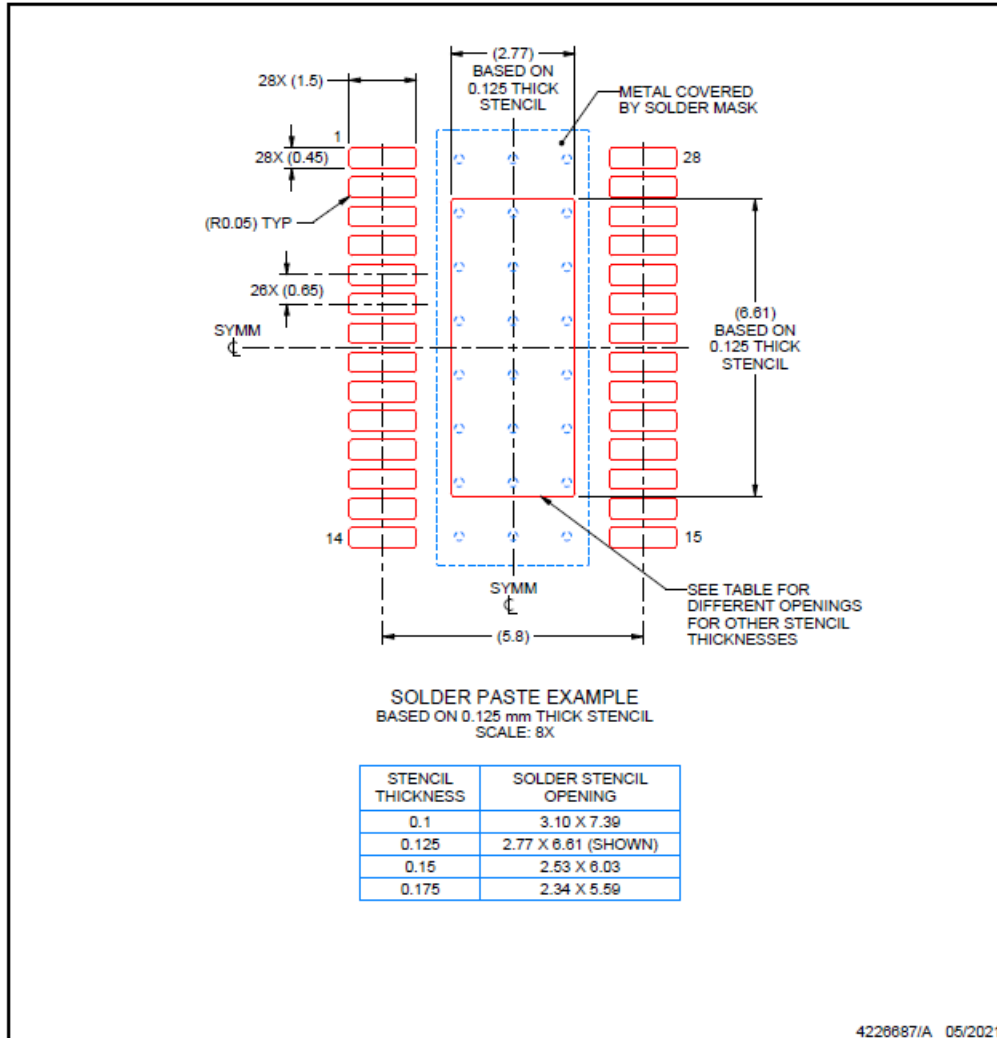 (2.77)
BASED ON
0.125 THICK
STENCIL
28X (1.5)
METAL COVERED
BY SOLDER MASK
1
28X (0.45)
28
(R0.05) TYP
26X (0.65)
(6.61)
BASED ON
0.125 THICK
STENCIL
SYMM
14
15
SYMM
SEE TABLE FOR
DIFFERENT OPENINGS
FOR OTHER STENCIL
THICKNESSES
(5.8)
SOLDER PASTE EXAMPLE
BASED ON 0.125 mm THICK STENCIL
SCALE: 8X
STENCIL
THICKNESS
SOLDER STENCIL
OPENING
0.1
3.10 X 7.39
0.125
2.77 X 6.61 (SHOWN)
0.15
2.53 X 6.03
0.175
2.34 X 5.59
4226687/A 05/2021